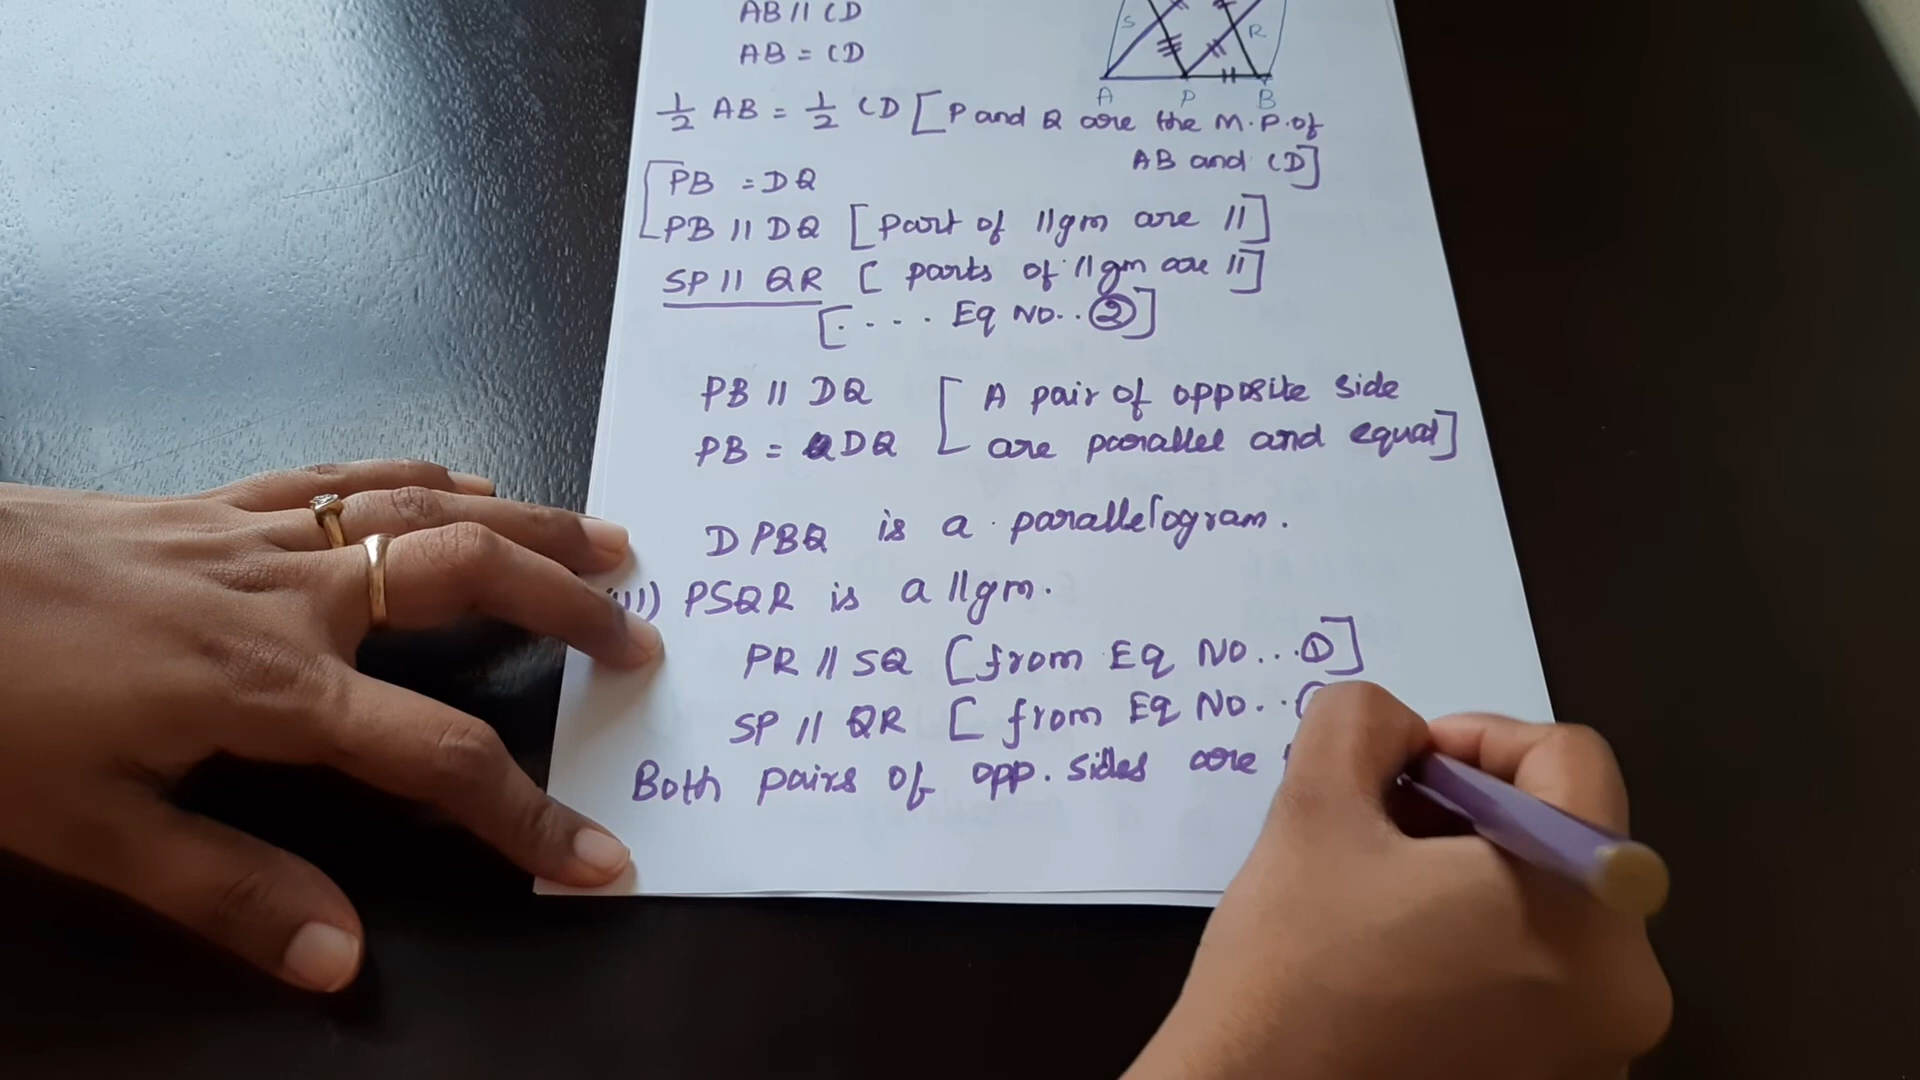 AB // CD
AB = CD
S
R
A P B
1/2 AB = 1/2 CD [P and Q are the M.P. of
AB and CD]
PB = DQ
PB // DQ [Part of //gm are //]
SP // QR [parts of //gm are //]
[.... Eq No.. ②]
PB // DQ [A pair of opposite side
PB = DQ are parallel and equal]
DPBQ is a parallelogram.
PSQR is a //gm.
PR // SQ [from Eq No... ①]
SP // QR [from Eq No..
Both pairs of opp. sides are